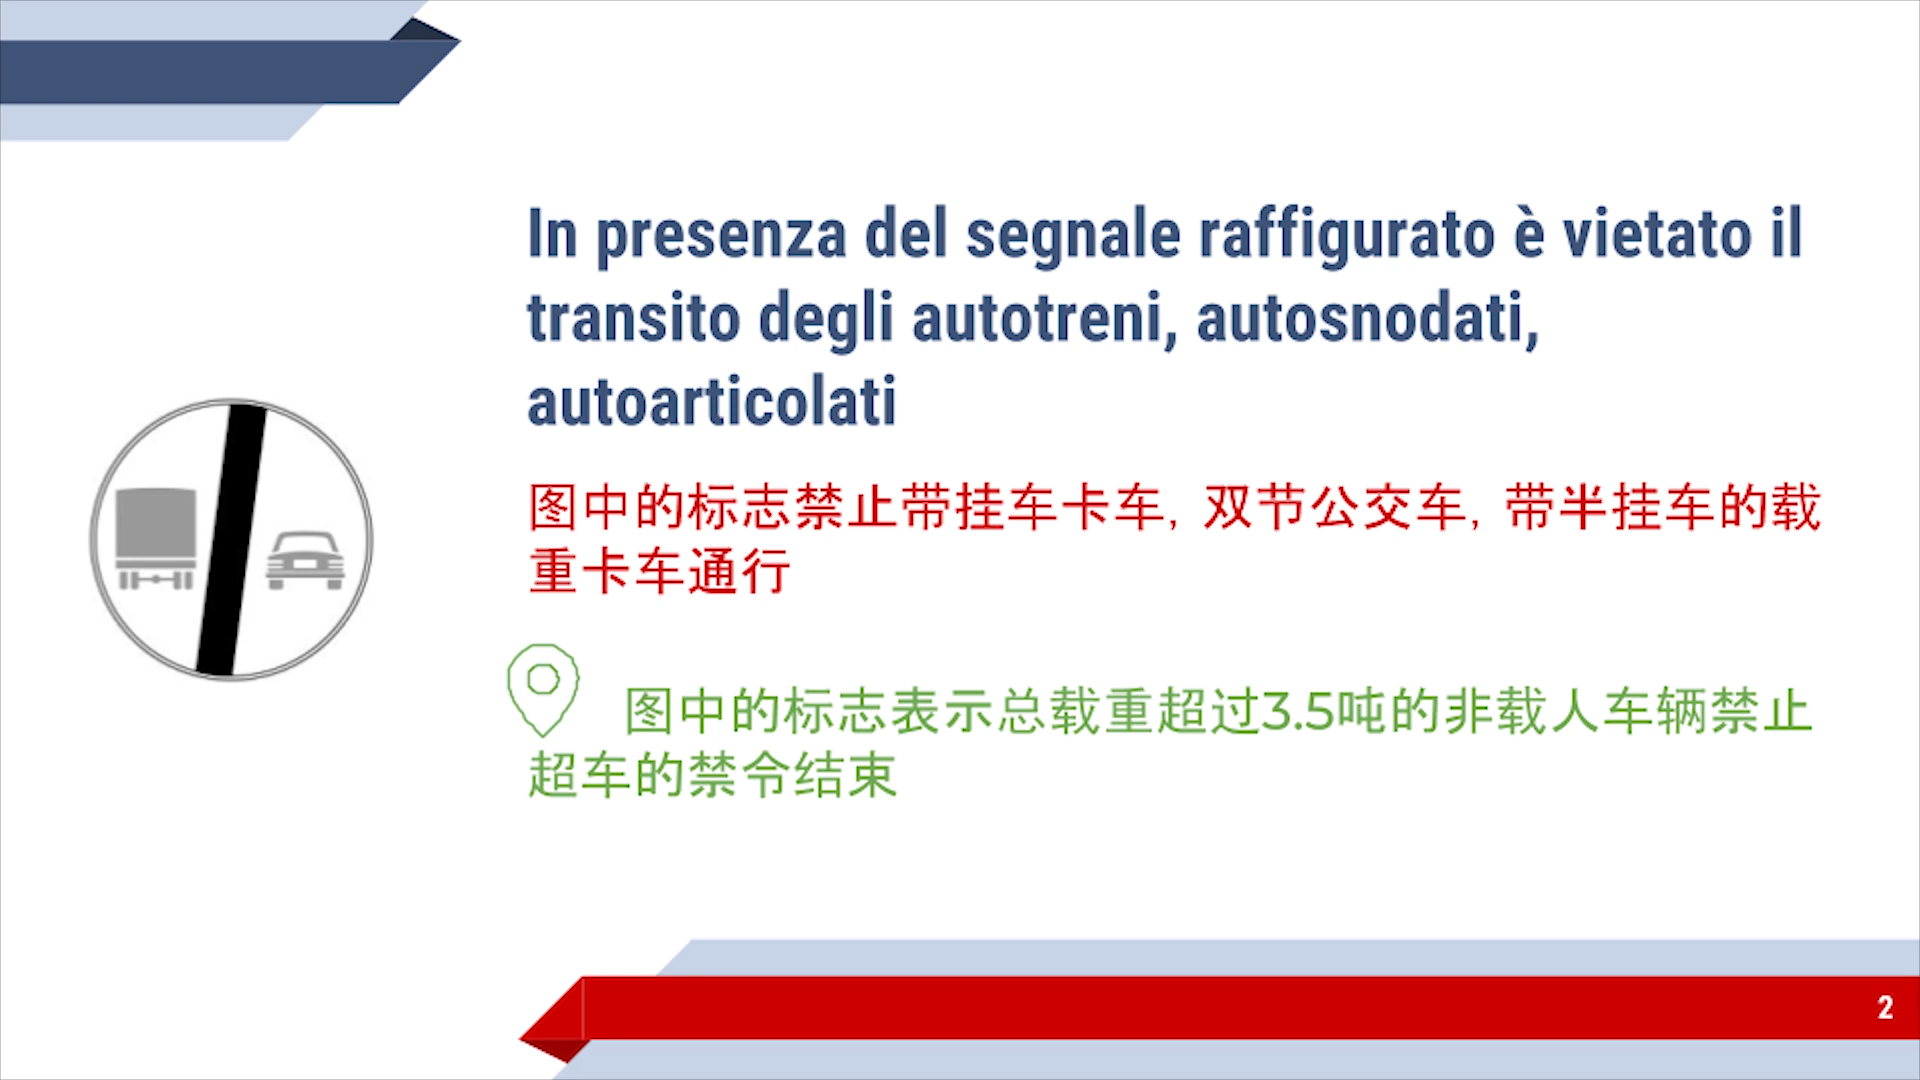 In presenza del segnale raffigurato è vietato il
transito degli autotreni, autosnodati,
autoarticolati
图中的标志禁止带挂车卡车, 双节公交车, 带半挂车的载
重卡车通行
图中的标志表示总载重超过3.5吨的非载人车辆禁止
超车的禁令结束
2